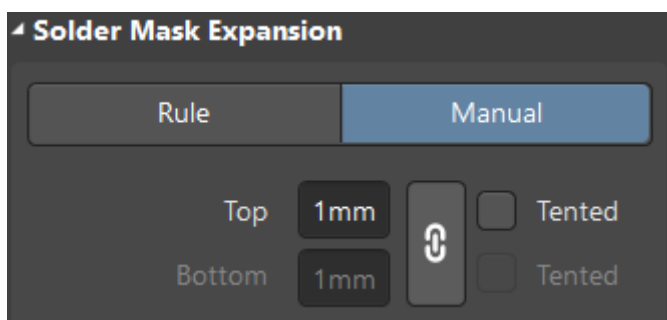 Solder Mask Expansion
Rule Manual
Top 1mm Tented
Bottom 1mm Tented